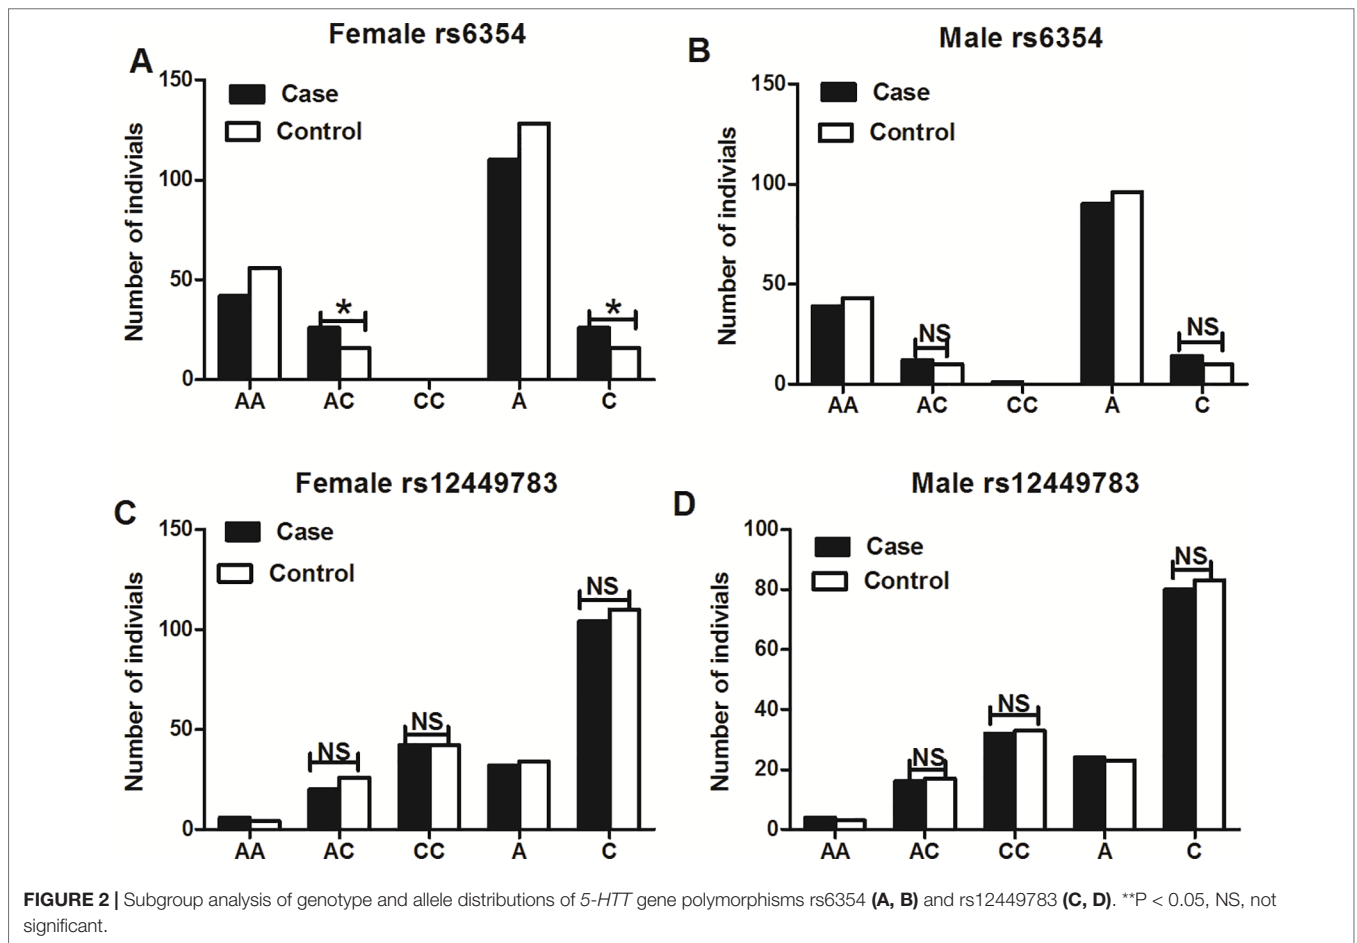 Female rs6354
A
150
100
50
0
Number of indivials
Case
Control
*
*
AA AC CC A C
Male rs6354
B
150
100
50
0
Number of indivials
Case
Control
NS
NS
AA AC CC A C
Female rs12449783
C
150
100
50
0
Number of indivials
Case
Control
NS
NS
NS
AA AC CC A C
Male rs12449783
D
100
80
60
40
20
0
Number of indivials
Case
Control
NS
NS
NS
AA AC CC A C
FIGURE 2 | Subgroup analysis of genotype and allele distributions of 5-HTT gene polymorphisms rs6354 (A, B) and rs12449783 (C, D). **P < 0.05, NS, not
significant.